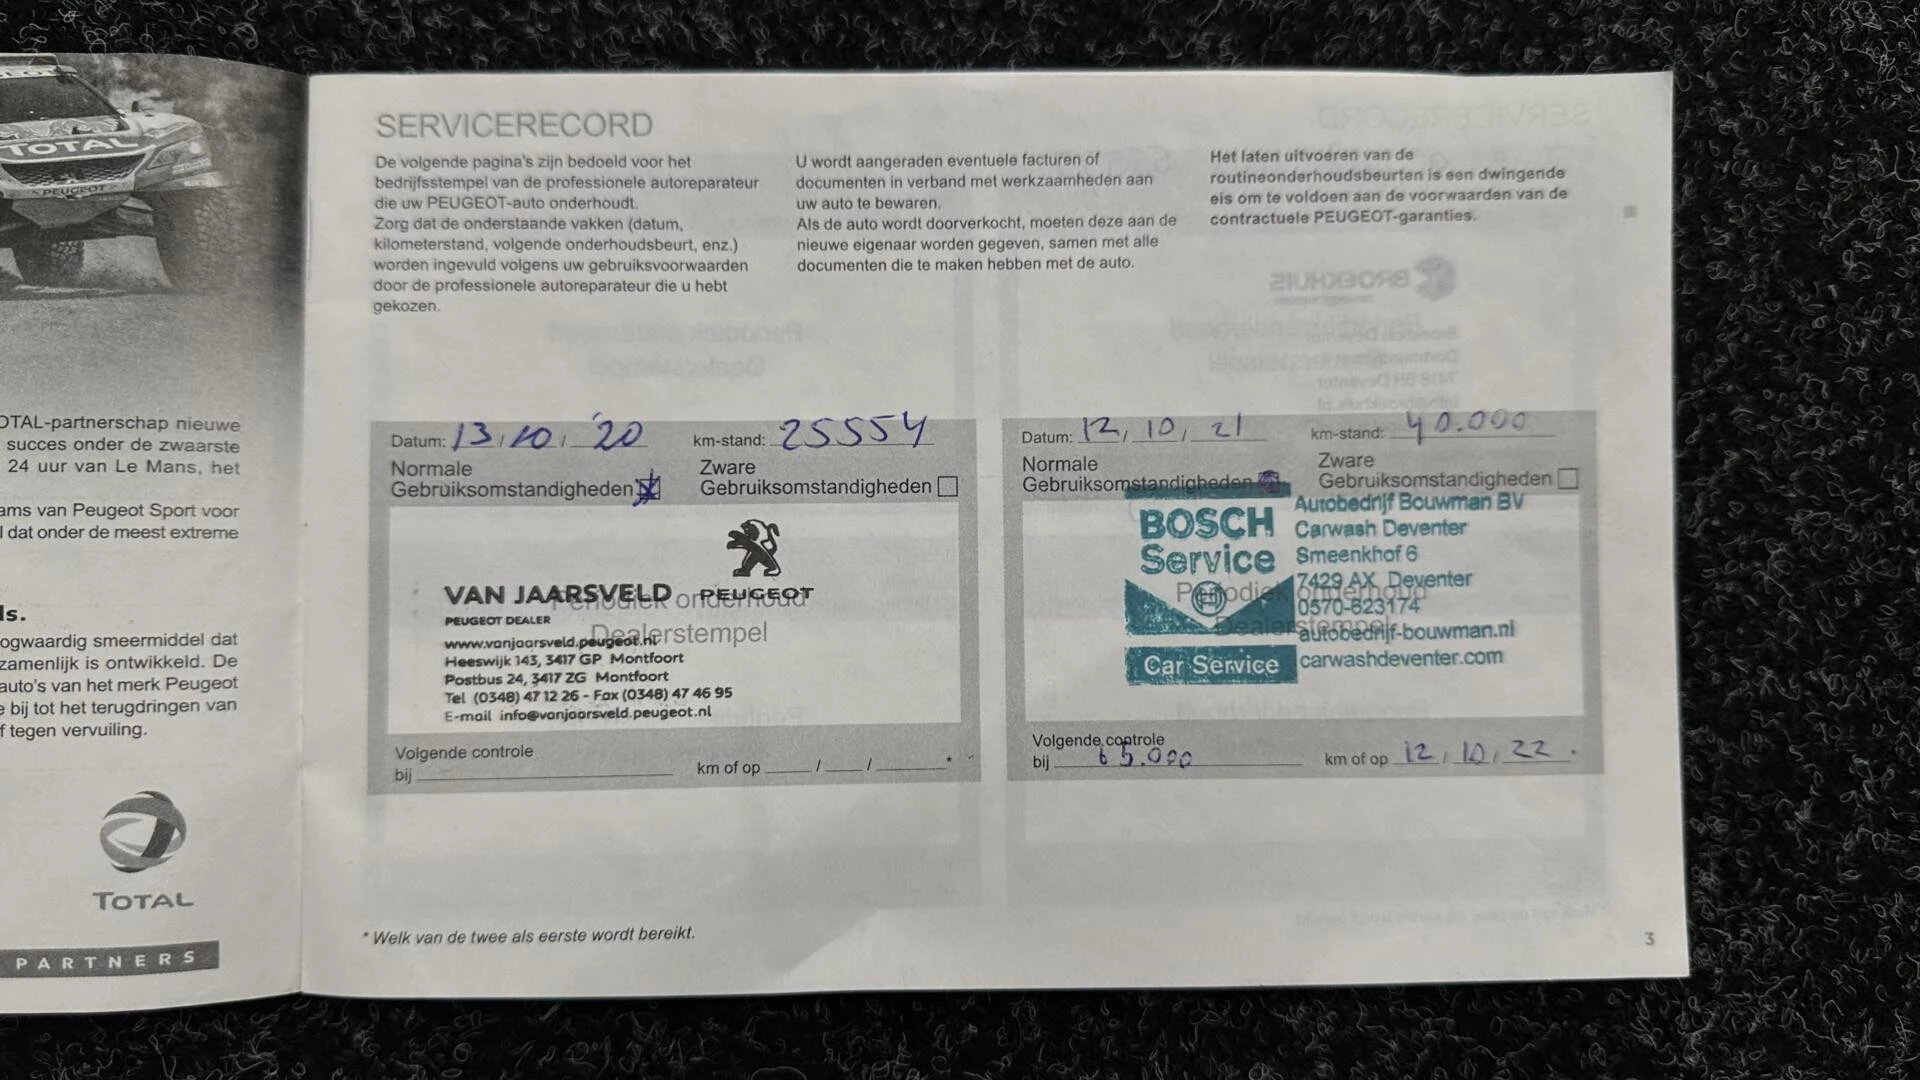 TOTAL
PEUGEOT
OTAL-partnerschap nieuwe
succes onder de zwaarste
24 uur van Le Mans, het
ams van Peugeot Sport voor
l dat onder de meest extreme
ls.
oogwaardig smeermiddel dat
zamenlijk is ontwikkeld. De
auto's van het merk Peugeot
e bij tot het terugdringen van
f tegen vervuiling.
TOTAL
PARTNERS
SERVICERECORD
De volgende pagina's zijn bedoeld voor het
bedrijfsstempel van de professionele autoreparateur
die uw PEUGEOT-auto onderhoudt.
Zorg dat de onderstaande vakken (datum,
kilometerstand, volgende onderhoudsbeurt, enz.)
worden ingevuld volgens uw gebruiksvoorwaarden
door de professionele autoreparateur die u hebt
gekozen.
U wordt aangeraden eventuele facturen of
documenten in verband met werkzaamheden aan
uw auto te bewaren.
Als de auto wordt doorverkocht, moeten deze aan de
nieuwe eigenaar worden gegeven, samen met alle
documenten die te maken hebben met de auto.
Het laten uitvoeren van de
routineonderhoudsbeurten is een dwingende
eis om te voldoen aan de voorwaarden van de
contractuele PEUGEOT-garanties.
Datum: 13 / 10 / '20 km-stand: 25554
Normale
Gebruiksomstandigheden
Zware
Gebruiksomstandigheden
Periodiek onderhoud
Dealerstempel
VAN JAARSVELD PEUGEOT
PEUGEOT DEALER
www.vanjaarsveld.peugeot.nl
Heeswijk 143, 3417 GP Montfoort
Postbus 24, 3417 ZG Montfoort
Tel (0348) 47 12 26 - Fax (0348) 47 46 95
E-mail info@vanjaarsveld.peugeot.nl
Volgende controle
bij km of op / / *
Datum: 12 / 10 / 21 km-stand: 40.000
Normale
Gebruiksomstandigheden
Zware
Gebruiksomstandigheden
Periodiek onderhoud
Dealerstempel
BOSCH
Service
Car Service
Autobedrijf Bouwman BV
Carwash Deventer
Smeenkhof 6
7429 AX Deventer
0570-623174
autobedrijf-bouwman.nl
carwashdeventer.com
Volgende controle
bij 65.000 km of op 12 / 10 / 22 .
* Welk van de twee als eerste wordt bereikt.
3